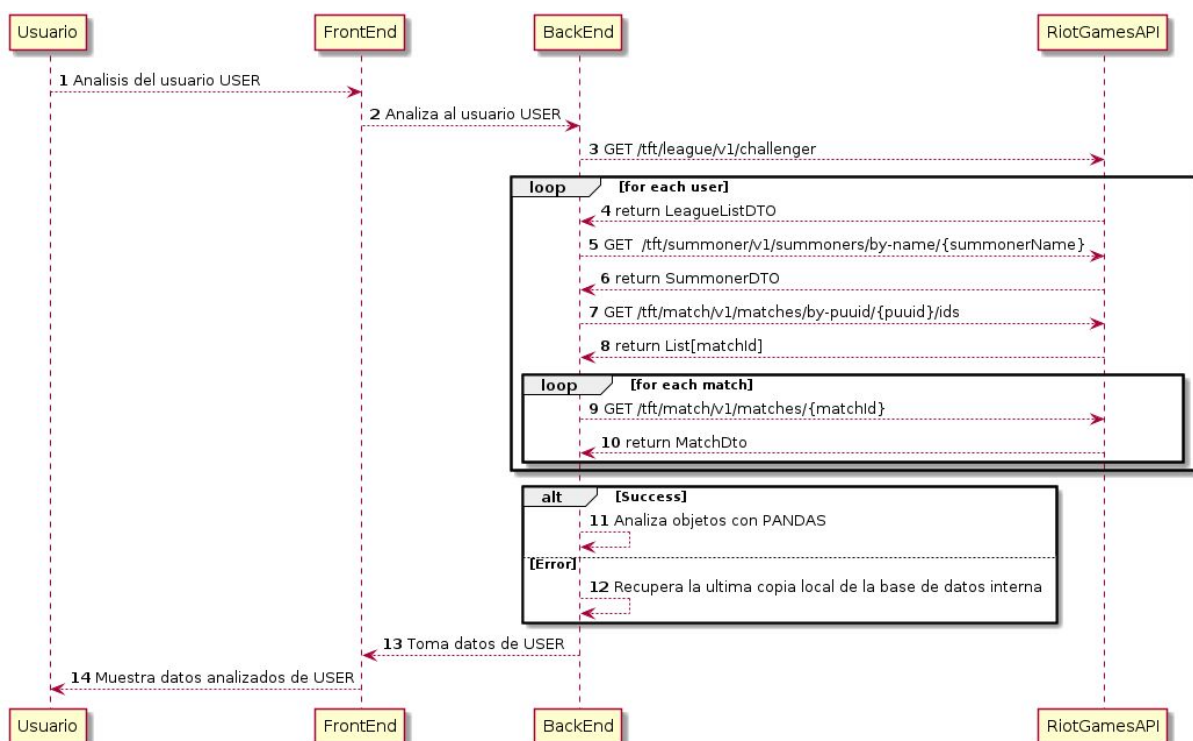 Usuario
FrontEnd
BackEnd
RiotGamesAPI
1 Analisis del usuario USER
2 Analiza al usuario USER
3 GET /tft/league/v1/challenger
loop [for each user]
4 return LeagueListDTO
5 GET /tft/summoner/v1/summoners/by-name/{summonerName}
6 return SummonerDTO
7 GET /tft/match/v1/matches/by-puuid/{puuid}/ids
8 return List[matchId]
loop [for each match]
9 GET /tft/match/v1/matches/{matchId}
10 return MatchDto
alt [Success]
11 Analiza objetos con PANDAS
[Error]
12 Recupera la ultima copia local de la base de datos interna
13 Toma datos de USER
14 Muestra datos analizados de USER
Usuario
FrontEnd
BackEnd
RiotGamesAPI